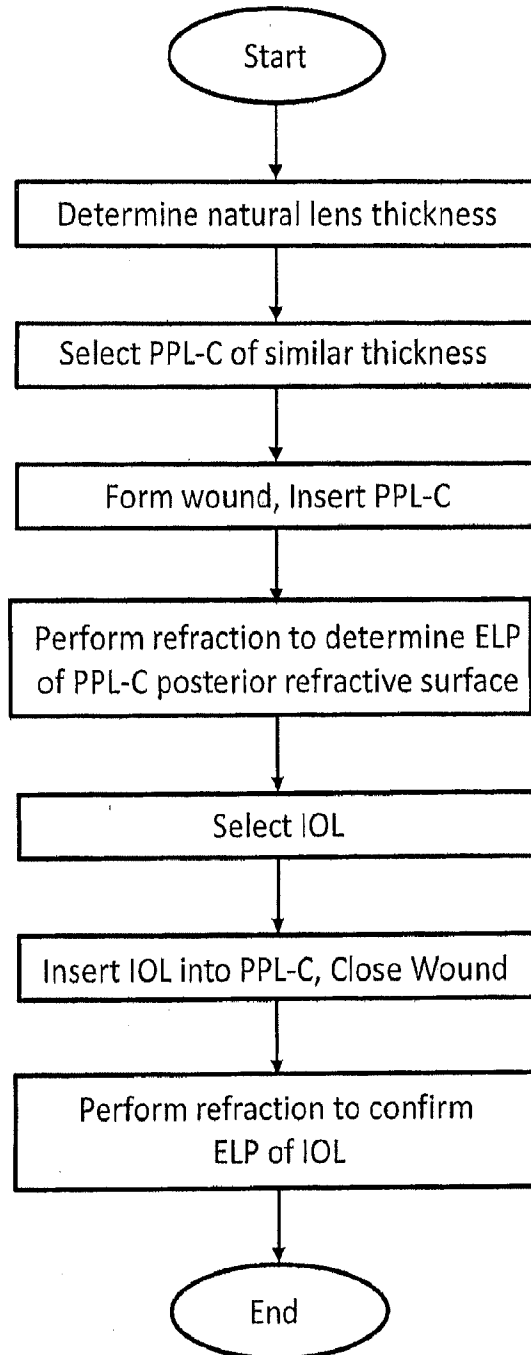 Start
Determine natural lens thickness
Select PPL-C of similar thickness
Form wound, Insert PPL-C
Perform refraction to determine ELP
of PPL-C posterior refractive surface
Select IOL
Insert IOL into PPL-C, Close Wound
Perform refraction to confirm
ELP of IOL
End